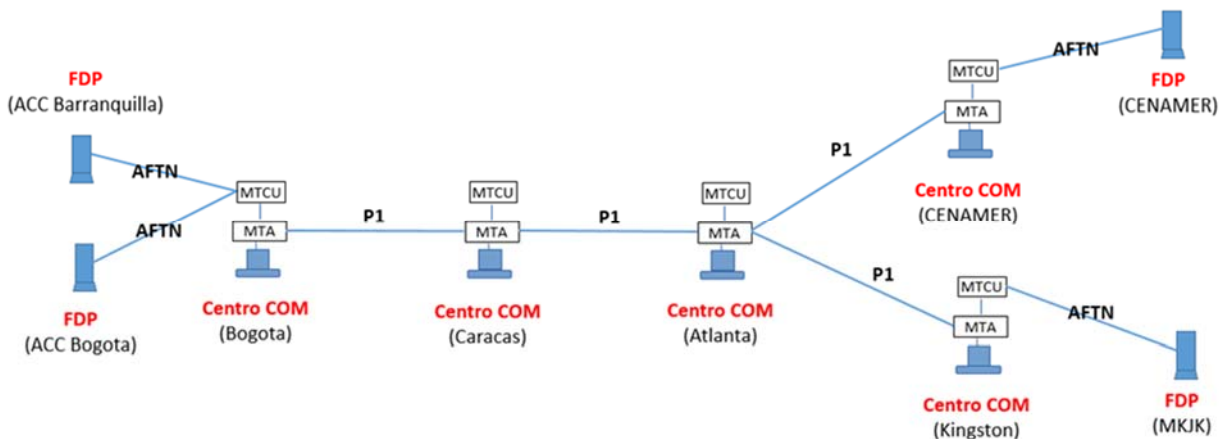 FDP
(ACC Barranquilla)
AFTN
AFTN
FDP
(ACC Bogota)
MTCU
MTA
Centro COM
(Bogota)
P1
MTCU
MTA
Centro COM
(Caracas)
P1
MTCU
MTA
Centro COM
(Atlanta)
P1
P1
MTCU
MTA
Centro COM
(CENAMER)
AFTN
FDP
(CENAMER)
MTCU
MTA
Centro COM
(Kingston)
AFTN
FDP
(MKJK)